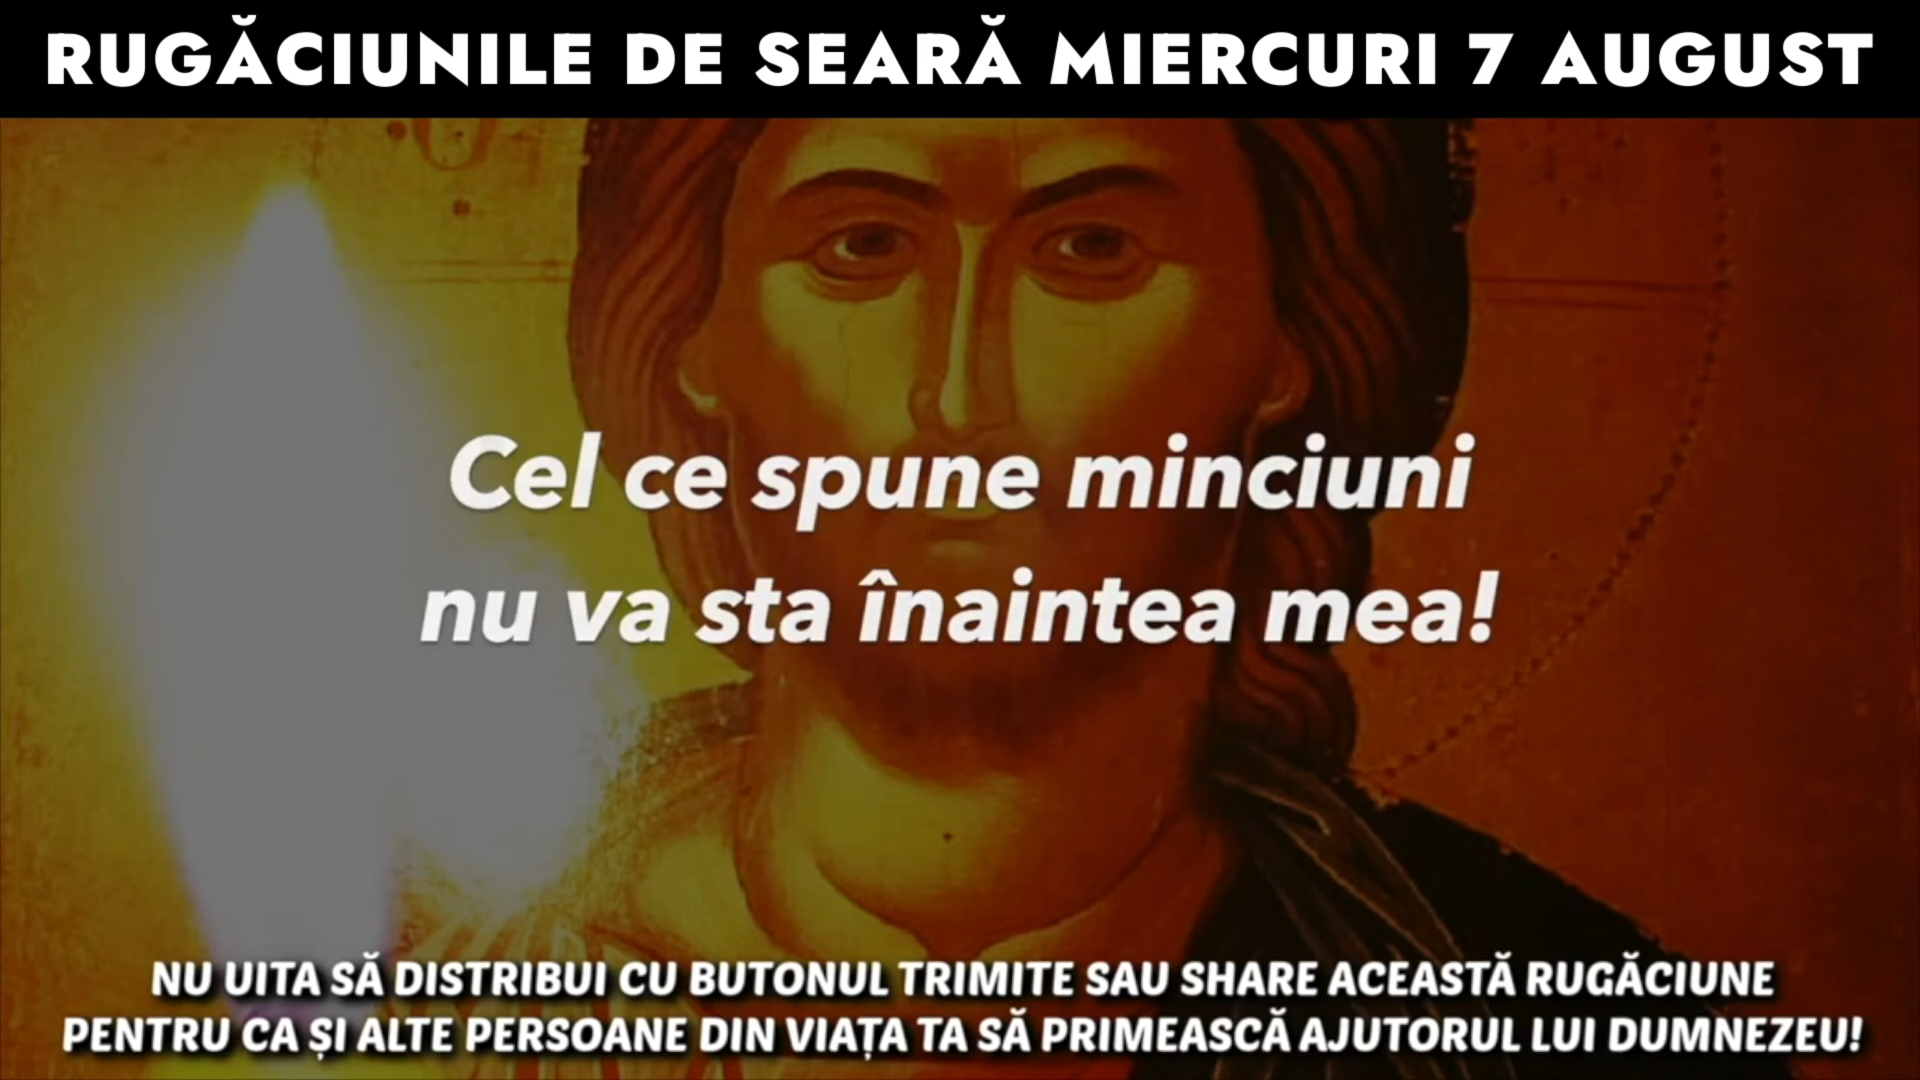 RUGĂCIUNILE DE SEARĂ MIERCURI 7 AUGUST
Cel ce spune minciuni
nu va sta înaintea mea!
NU UITA SĂ DISTRIBUI CU BUTONUL TRIMITE SAU SHARE ACEASTĂ RUGĂCIUNE
PENTRU CA ȘI ALTE PERSOANE DIN VIAȚA TA SĂ PRIMEASCĂ AJUTORUL LUI DUMNEZEU!